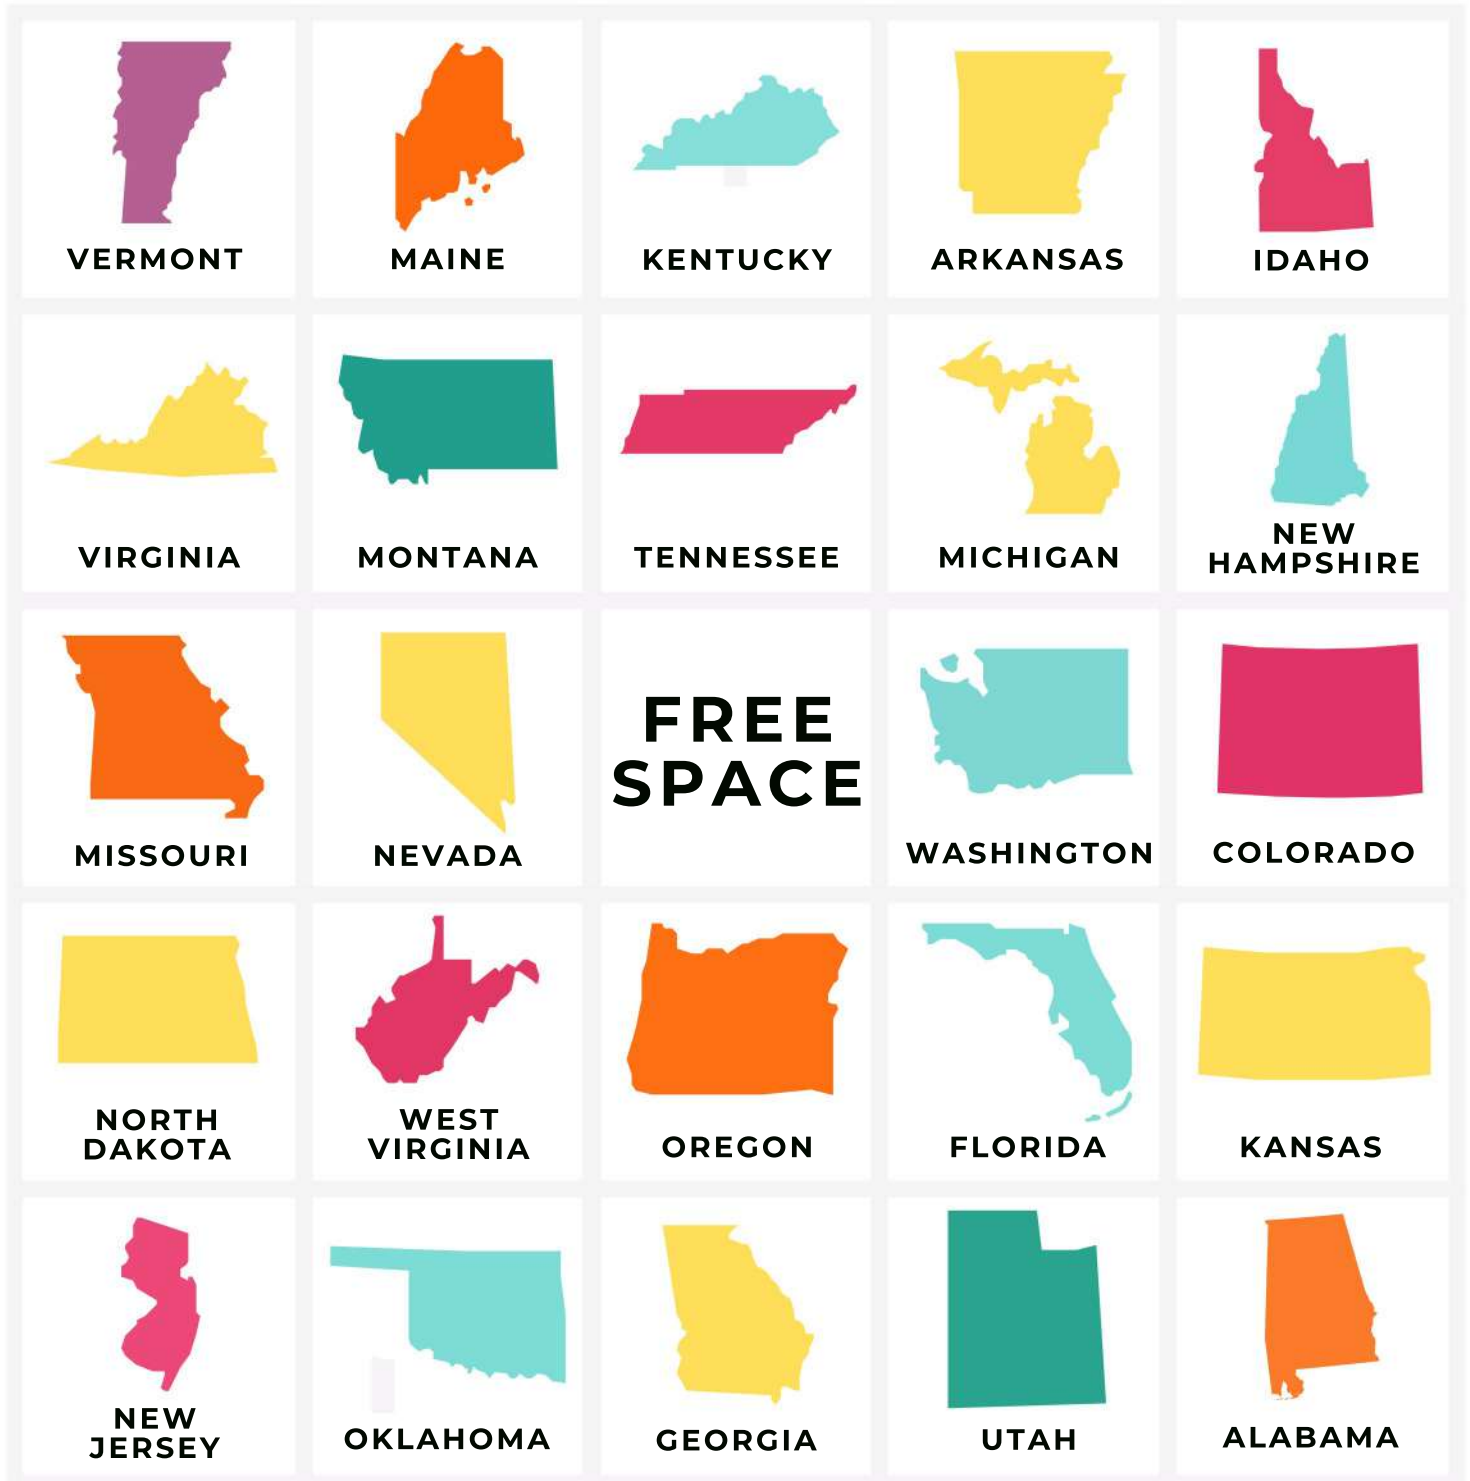 VERMONT
MAINE
KENTUCKY
ARKANSAS
IDAHO
VIRGINIA
MONTANA
TENNESSEE
MICHIGAN
NEW
HAMPSHIRE
MISSOURI
NEVADA
FREE
SPACE
WASHINGTON
COLORADO
NORTH
DAKOTA
WEST
VIRGINIA
OREGON
FLORIDA
KANSAS
NEW
JERSEY
OKLAHOMA
GEORGIA
UTAH
ALABAMA